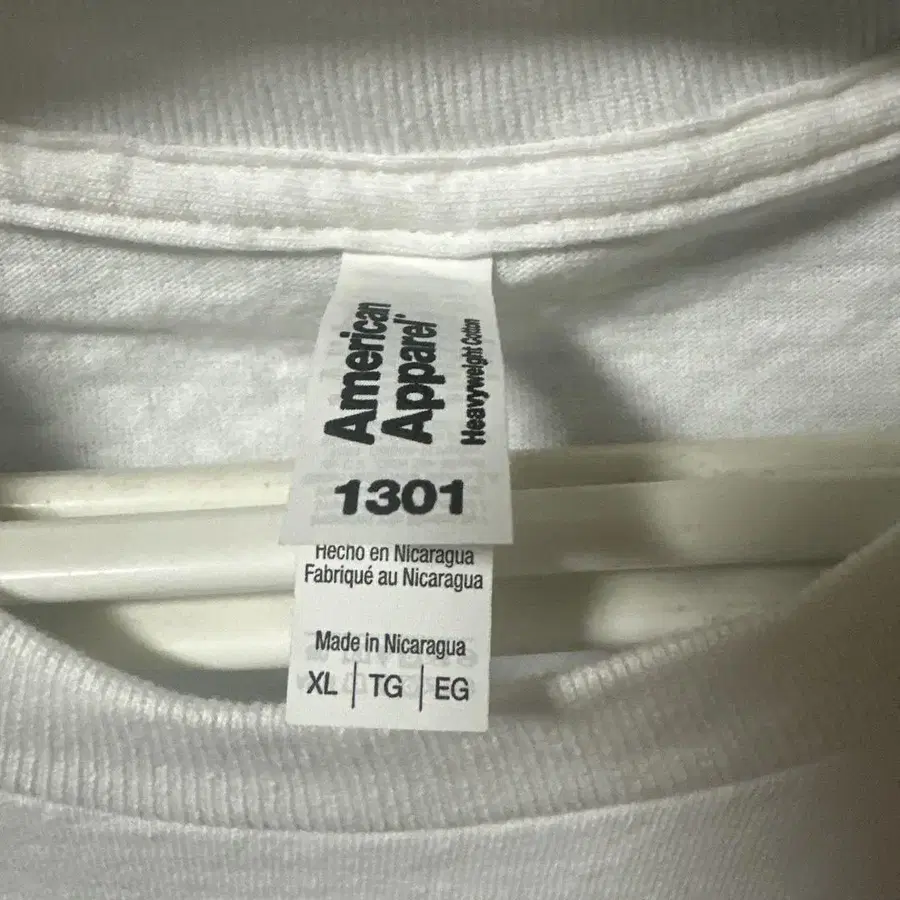 American
Apparel
Heavyweight Cotton
1301
Hecho en Nicaragua
Fabriqué au Nicaragua
Made in Nicaragua
XL | TG | EG